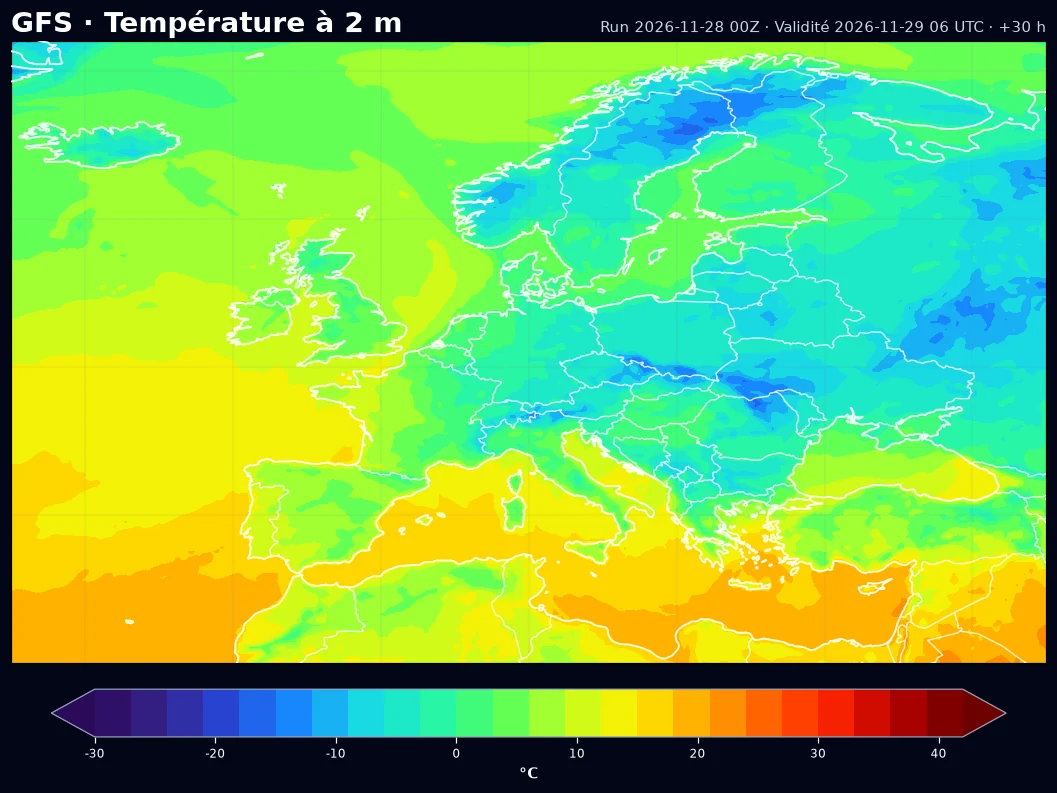 GFS · Température à 2 m
Run 2026-11-28 00Z · Validité 2026-11-29 06 UTC · +30 h
-30 -20 -10 0 10 20 30 40
°C